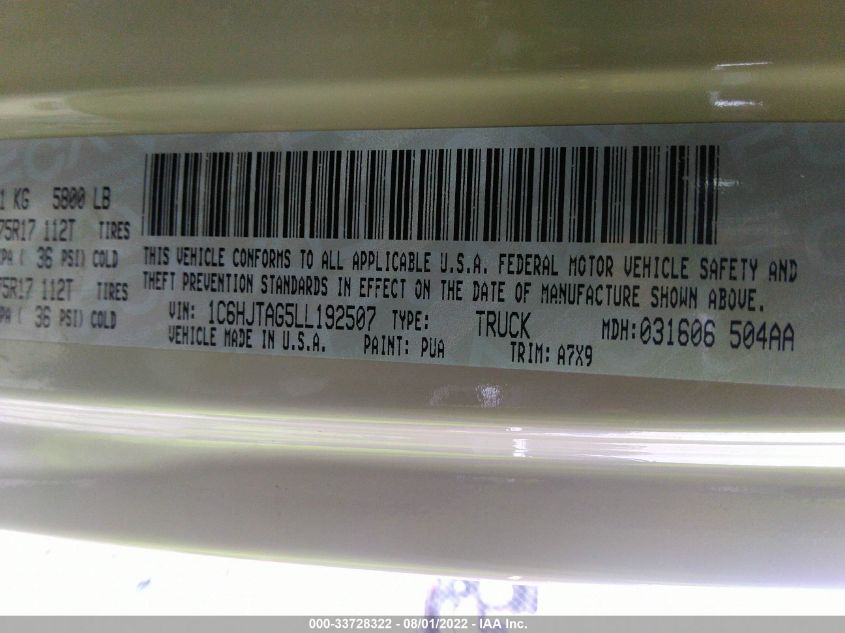 1 KG 5800 LB
75R17 112T TIRES
PA ( 36 PSI) COLD
75R17 112T TIRES
PA ( 36 PSI) COLD
THIS VEHICLE CONFORMS TO ALL APPLICABLE U.S.A. FEDERAL MOTOR VEHICLE SAFETY AND
THEFT PREVENTION STANDARDS IN EFFECT ON THE DATE OF MANUFACTURE SHOWN ABOVE.
VIN: 1C6HJTAG5LL192507 TYPE: TRUCK MDH:031606 504AA
VEHICLE MADE IN U.S.A. PAINT: PUA TRIM: A7X9
000-33728322 - 08/01/2022 - IAA Inc.